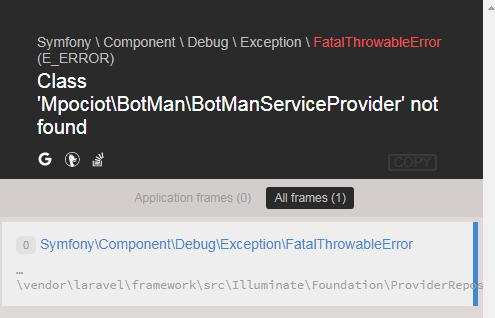 Symfony \ Component \ Debug \ Exception \ FatalThrowableError
(E_ERROR)
Class
'Mpociot\BotMan\BotManServiceProvider' not
found
COPY
Application frames (0)
All frames (1)
0
Symfony\Component\Debug\Exception\FatalThrowableError
…
\vendor\laravel\framework\src\Illuminate\Foundation\ProviderRepos